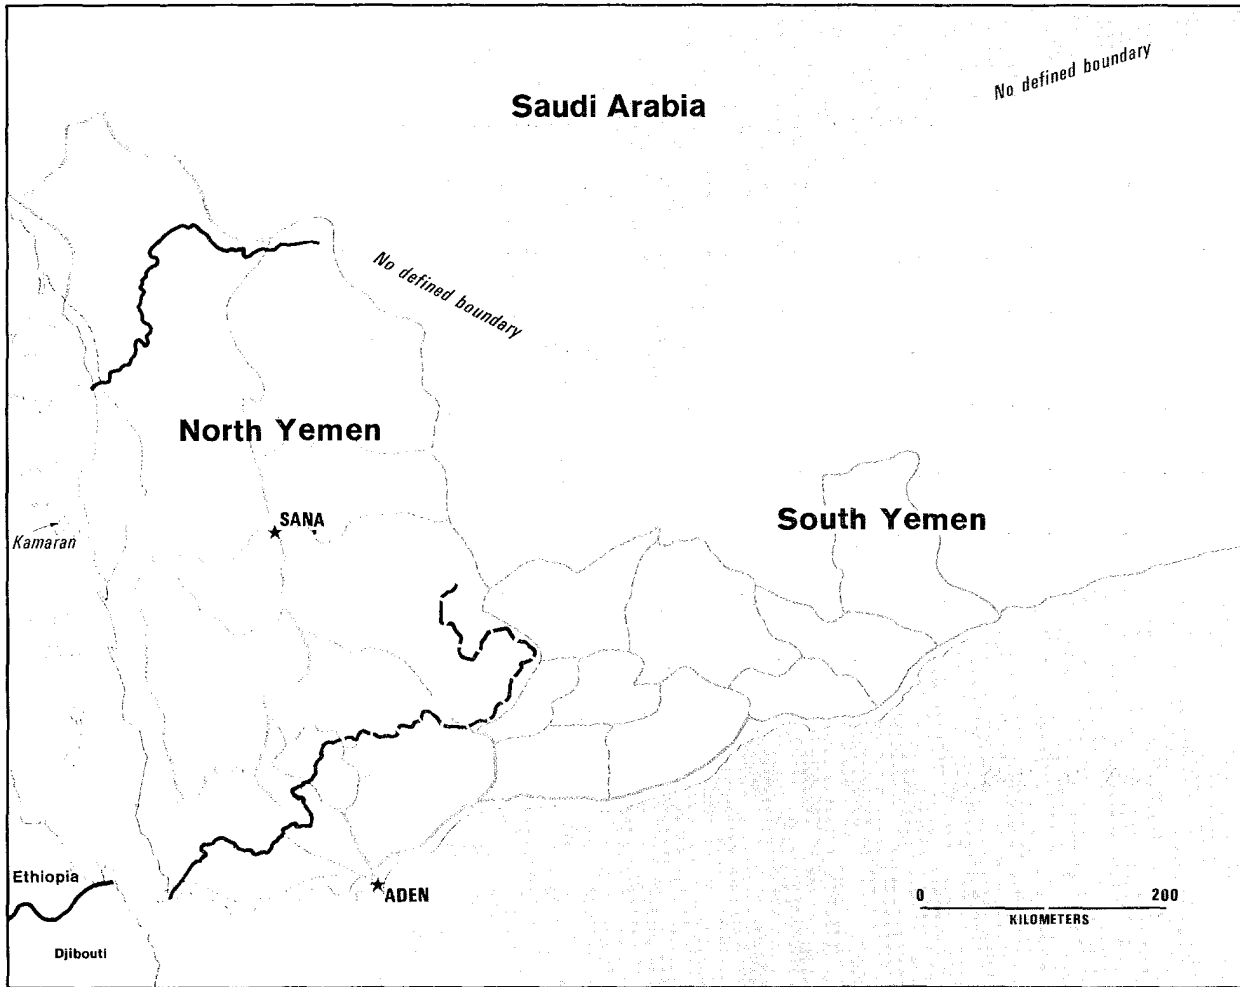 No defined boundary
Saudi Arabia
No defined boundary
North Yemen
SANA
South Yemen
Kamaran
Ethiopia
ADEN
0 200
KILOMETERS
Djibouti